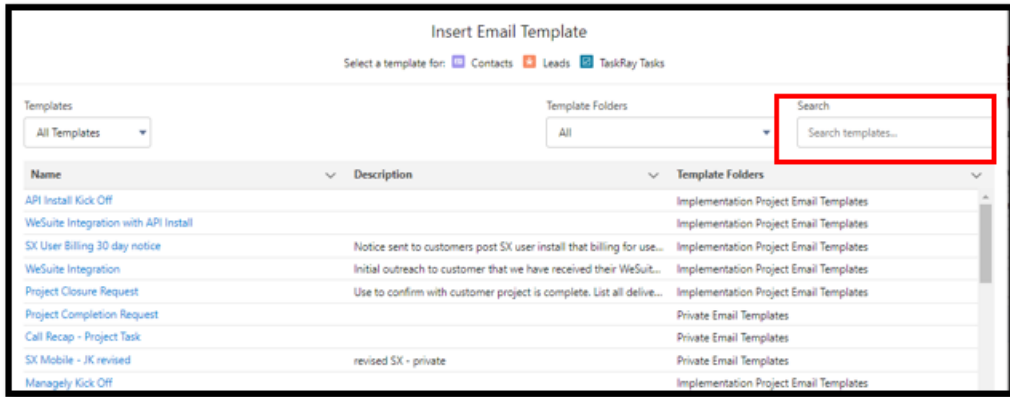 Insert Email Template
Select a template for: Contacts Leads TaskRay Tasks
Templates Template Folders Search
All Templates All Search templates...
Name Description Template Folders
API Install Kick Off Implementation Project Email Templates
WeSuite Integration with API Install Implementation Project Email Templates
SX User Billing 30 day notice Notice sent to customers post SX user install that billing for use... Implementation Project Email Templates
WeSuite Integration Initial outreach to customer that we have received their WeSuit... Implementation Project Email Templates
Project Closure Request Use to confirm with customer project is complete. List all delive... Implementation Project Email Templates
Project Completion Request Private Email Templates
Call Recap - Project Task Private Email Templates
SX Mobile - JK revised revised SX - private Private Email Templates
Managely Kick Off Implementation Project Email Templates